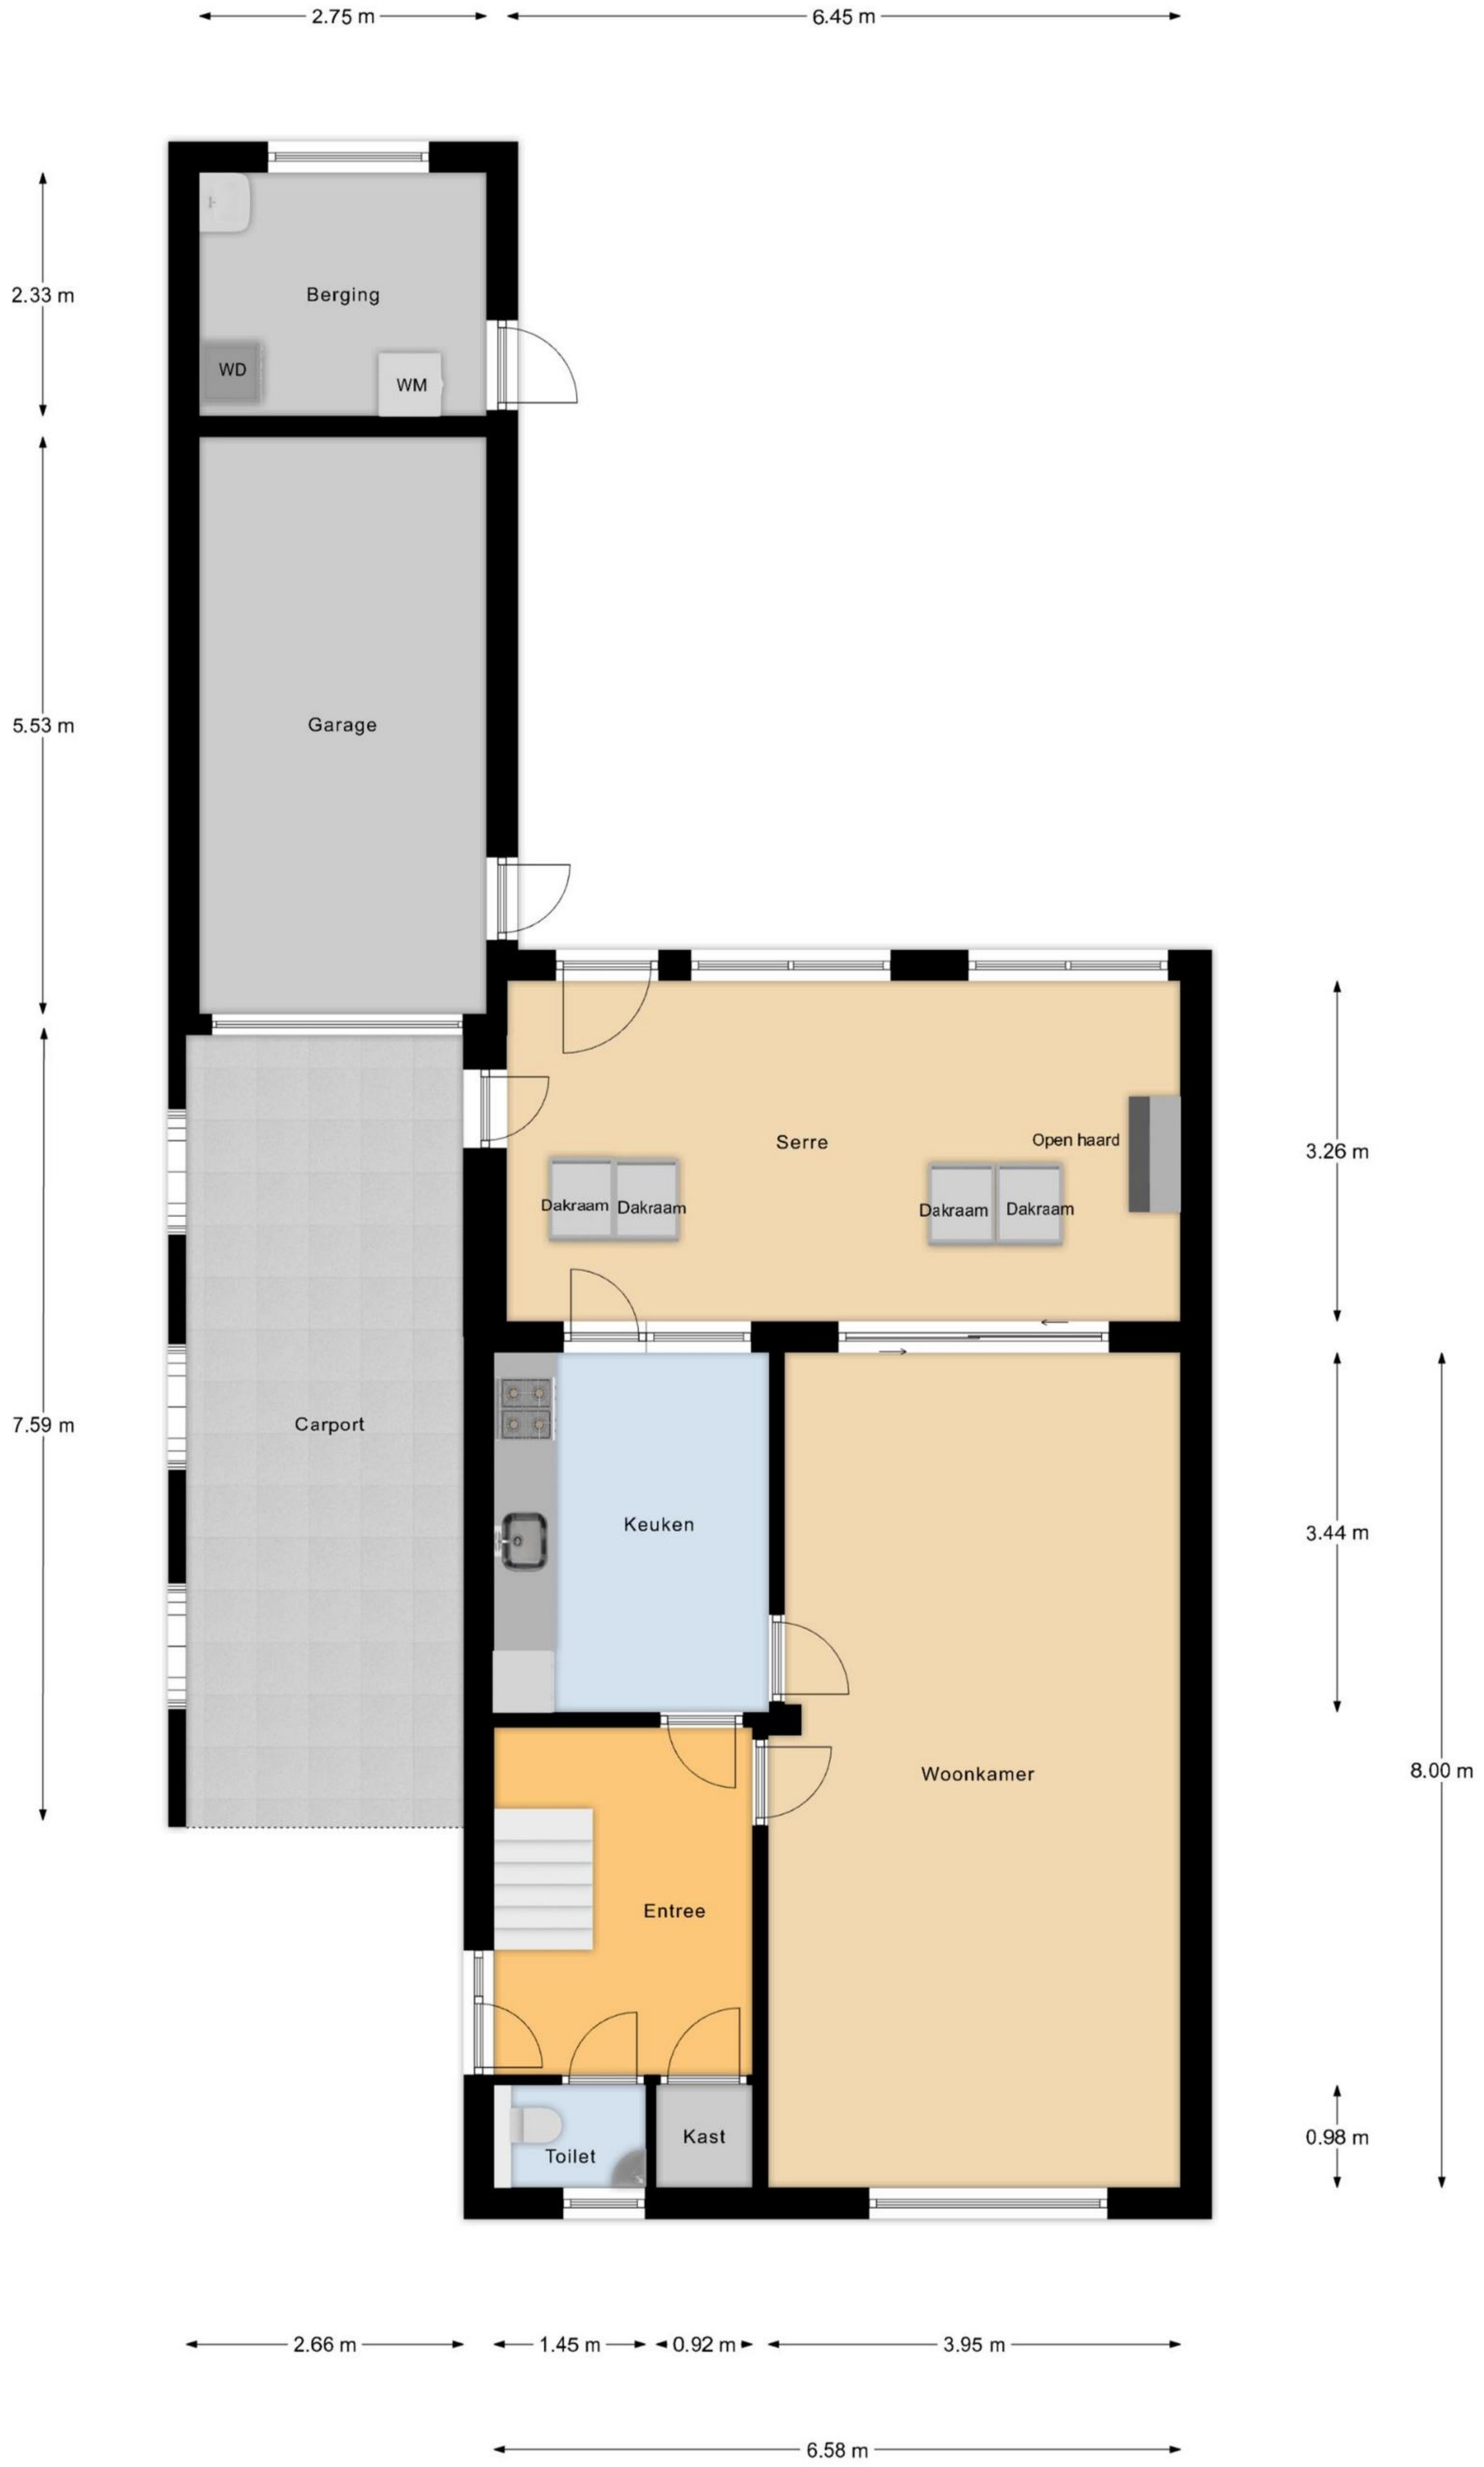 2.75 m
6.45 m
2.33 m
Berging
WD
WM
5.53 m
Garage
Serre
Open haard
3.26 m
Dakraam
Dakraam
Dakraam
Dakraam
7.59 m
Carport
Keuken
3.44 m
Woonkamer
8.00 m
Entree
Toilet
Kast
0.98 m
2.66 m
1.45 m
0.92 m
3.95 m
6.58 m